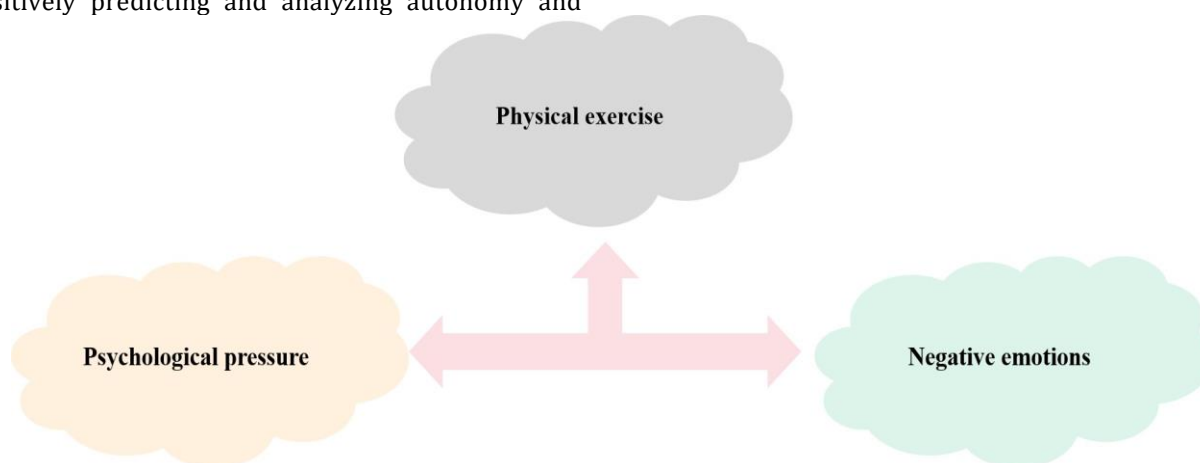 sitively predicting and analyzing autonomy and
Physical exercise
Psychological pressure
Negative emotions